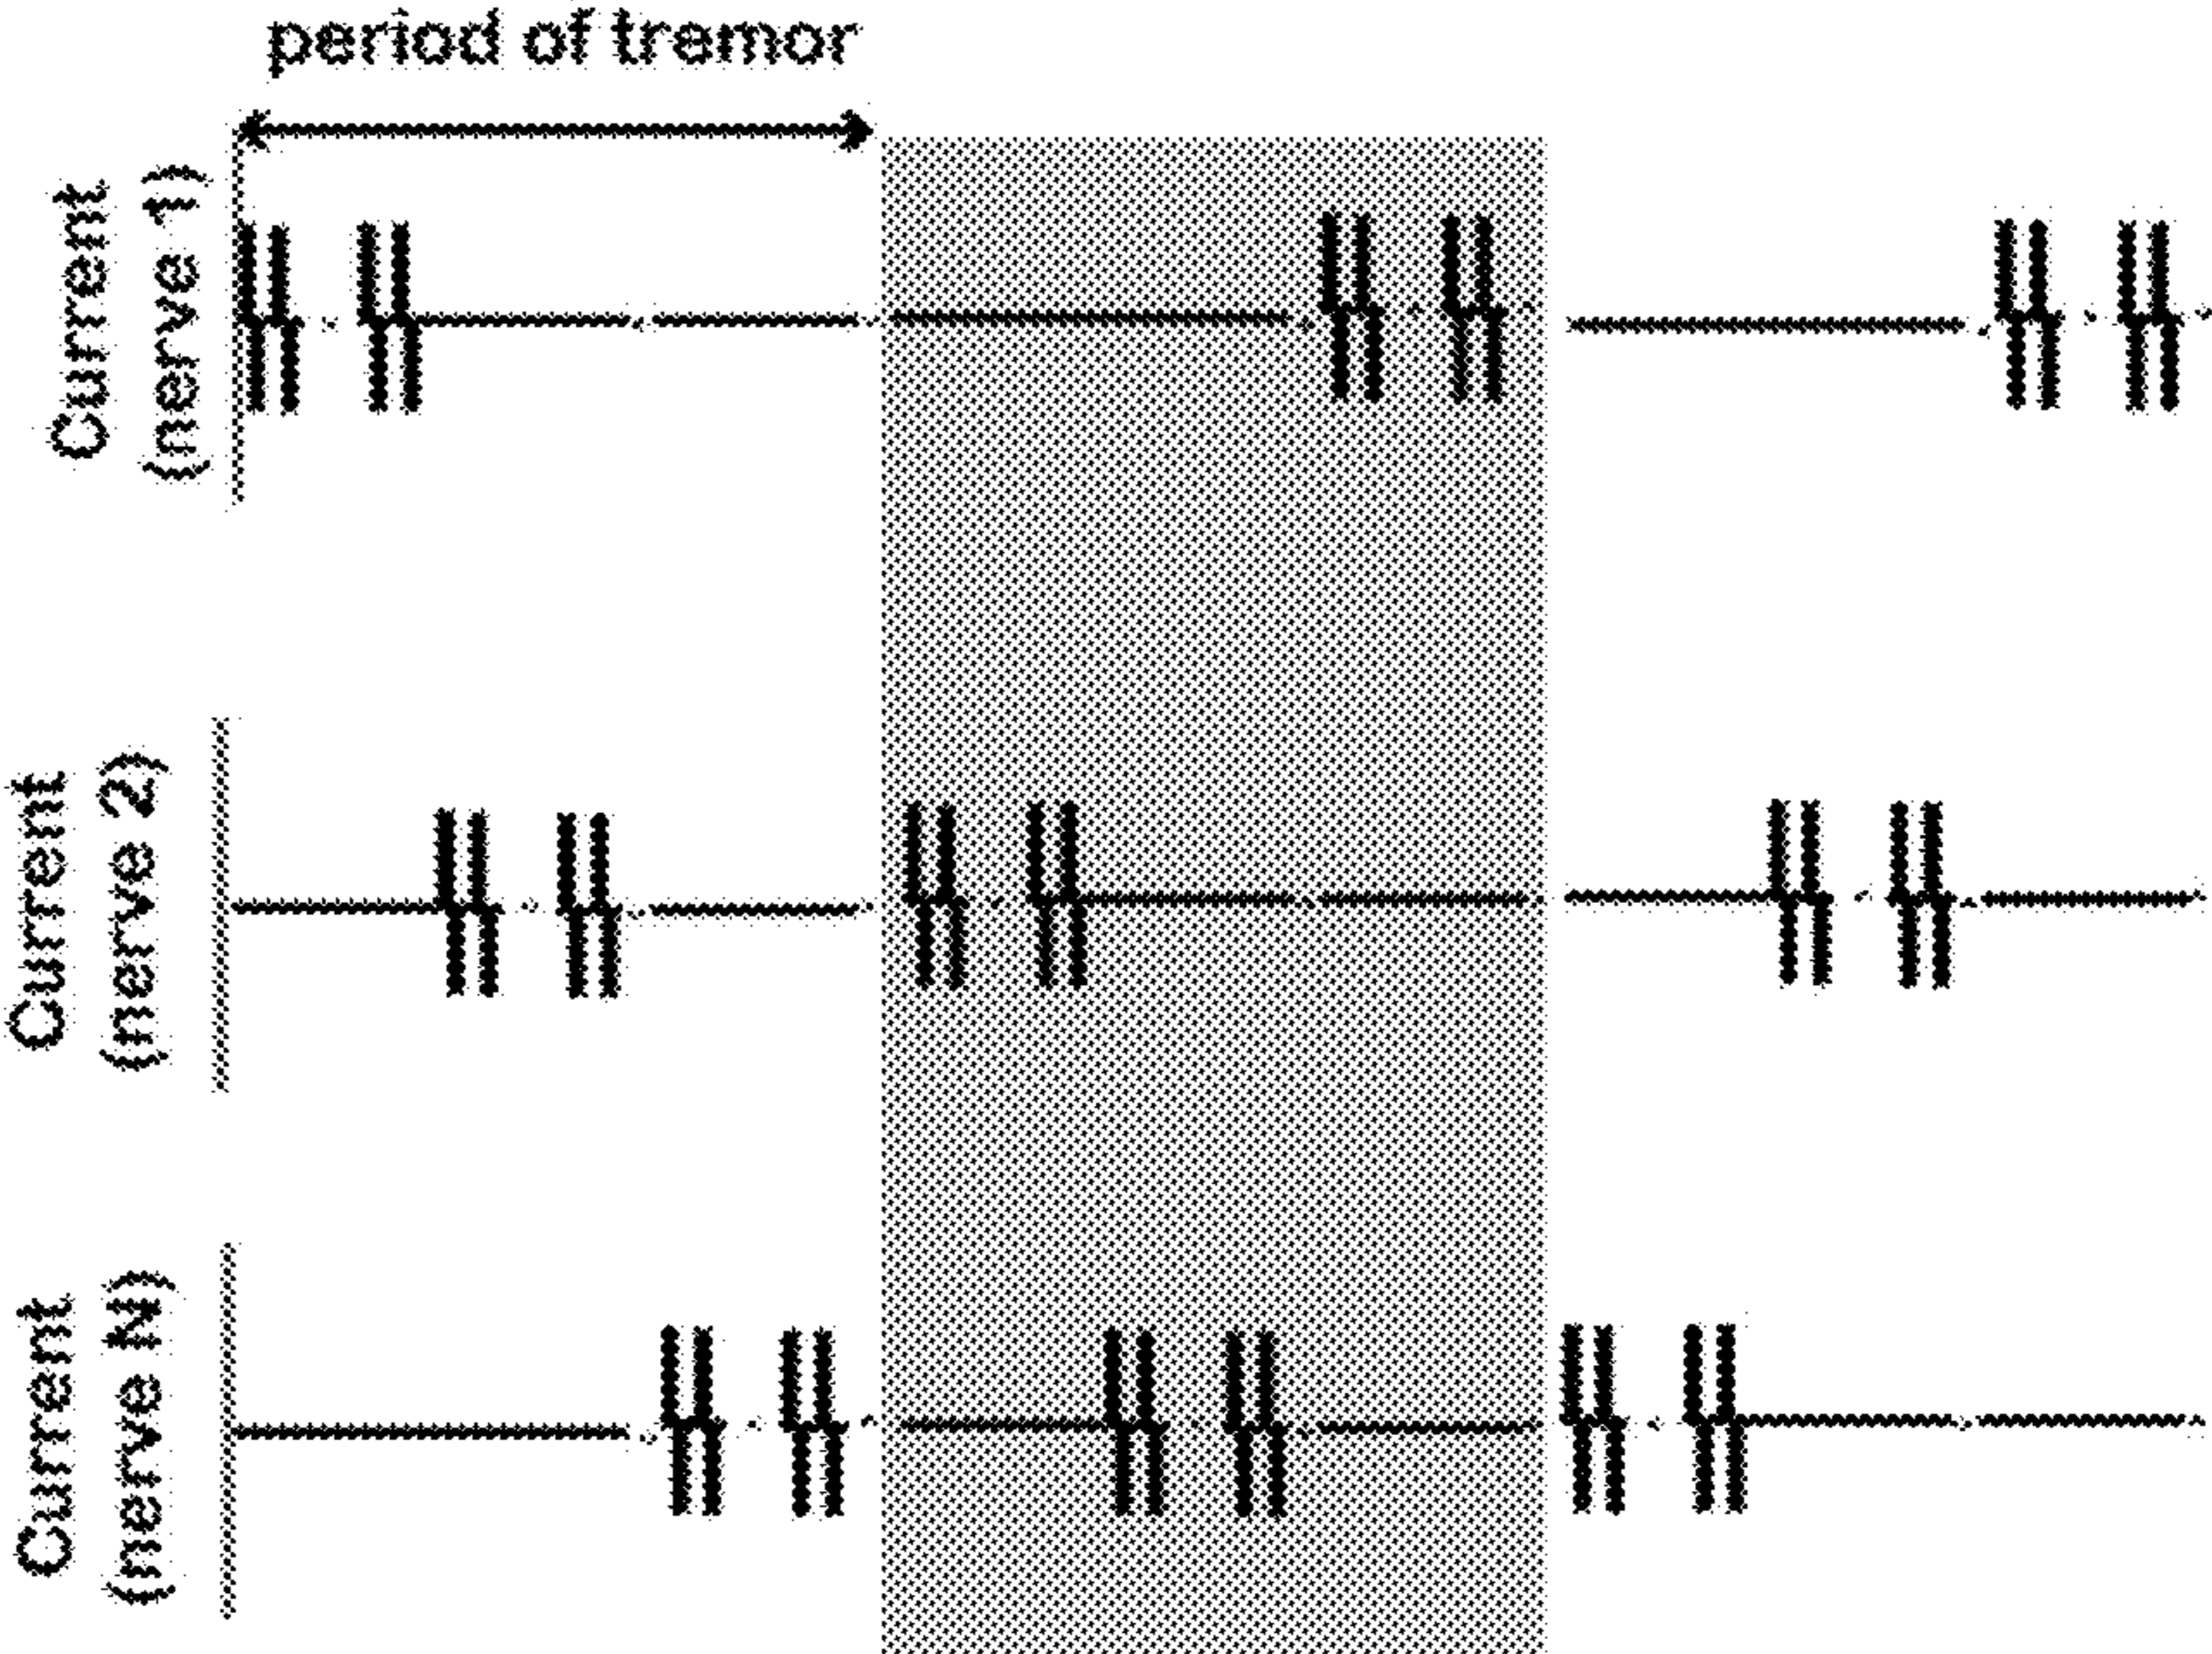 period of tremor
Current
(nerve 1)
Current
(nerve 2)
Current
(nerve N)